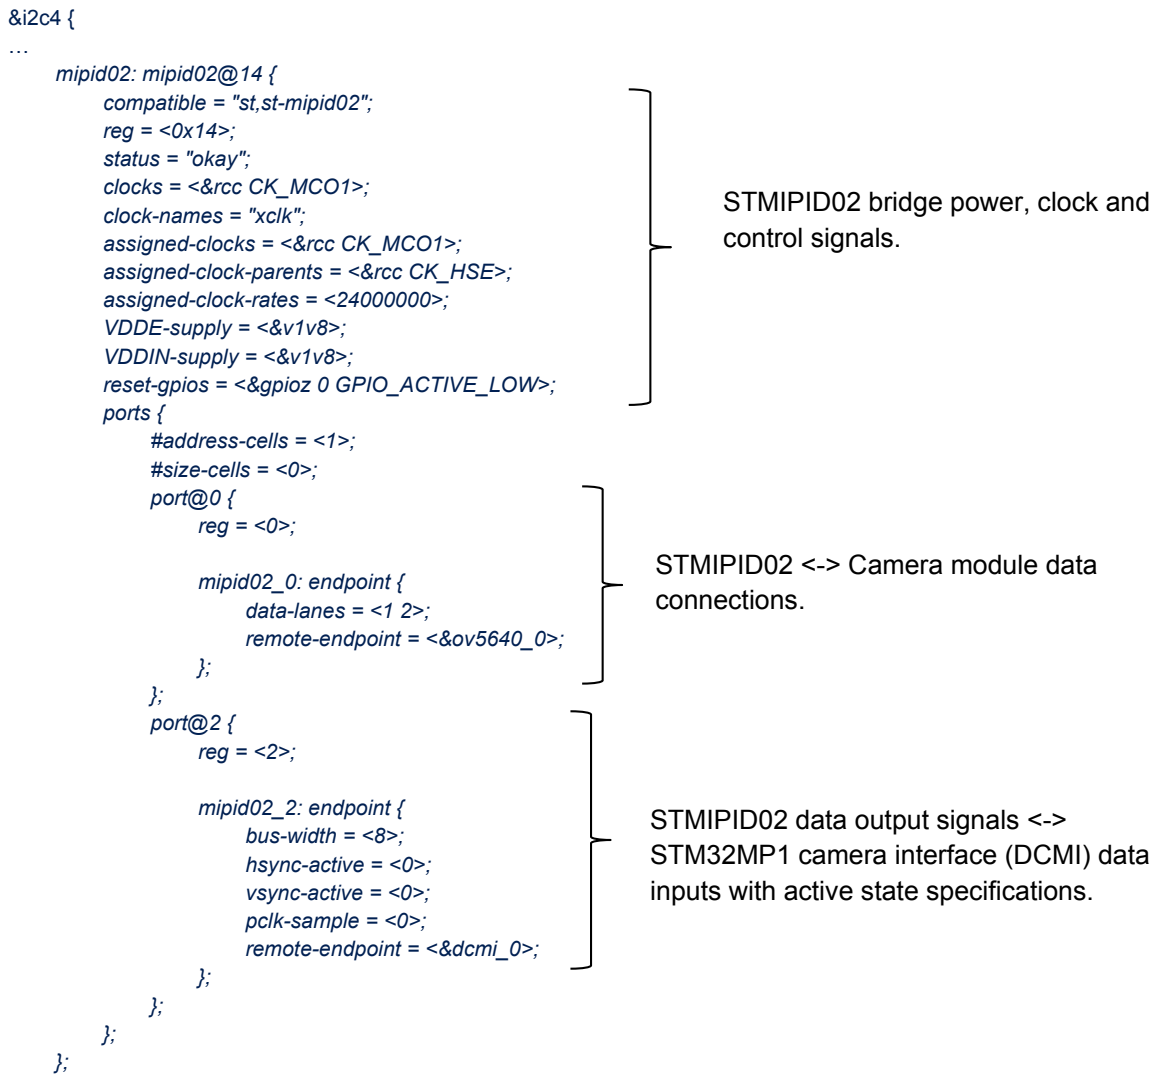 &i2c4 {
…
mipid02: mipid02@14 {
compatible = "st,st-mipid02";
reg = <0x14>;
status = "okay";
clocks = <&rcc CK_MCO1>;
clock-names = "xclk";
assigned-clocks = <&rcc CK_MCO1>;
assigned-clock-parents = <&rcc CK_HSE>;
assigned-clock-rates = <24000000>;
VDDE-supply = <&v1v8>;
VDDIN-supply = <&v1v8>;
reset-gpios = <&gpioz 0 GPIO_ACTIVE_LOW>;
STMIPID02 bridge power, clock and
control signals.
ports {
#address-cells = <1>;
#size-cells = <0>;
port@0 {
reg = <0>;
mipid02_0: endpoint {
data-lanes = <1 2>;
remote-endpoint = <&ov5640_0>;
};
};
STMIPID02 <-> Camera module data
connections.
port@2 {
reg = <2>;
mipid02_2: endpoint {
bus-width = <8>;
hsync-active = <0>;
vsync-active = <0>;
pclk-sample = <0>;
remote-endpoint = <&dcmi_0>;
};
};
STMIPID02 data output signals <->
STM32MP1 camera interface (DCMI) data
inputs with active state specifications.
};
};